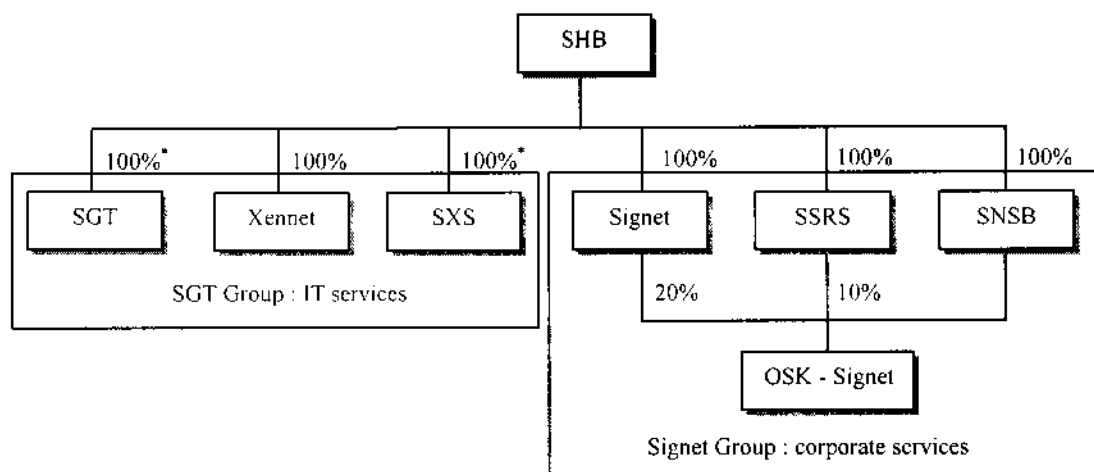 SHB
100%* 100% 100%* 100% 100% 100%
SGT Xennet SXS Signet SSRS SNSB
SGT Group : IT services
20% 10%
OSK - Signet
Signet Group : corporate services